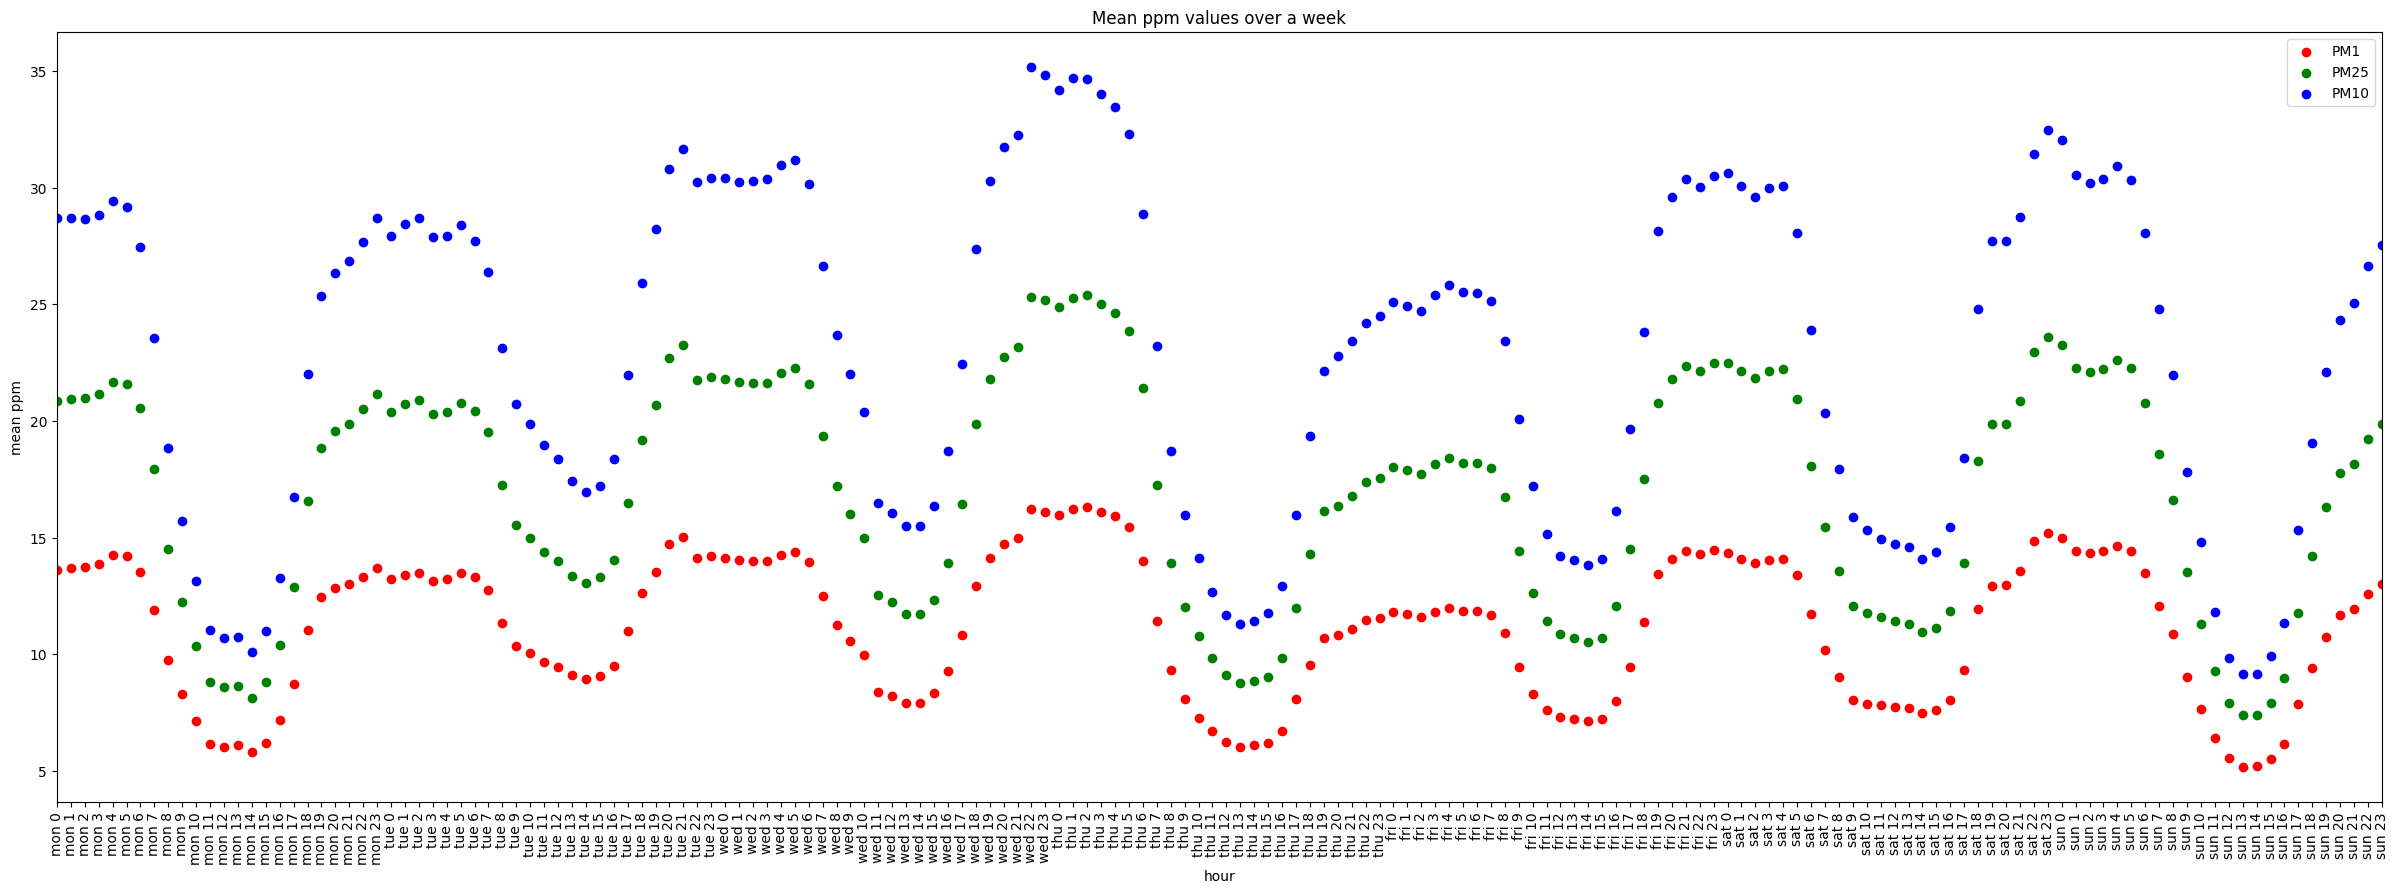 Mean ppm values over a week
PM1
PM25
PM10
mean ppm
35
30
25
20
15
10
5
mon 0
mon 1
mon 2
mon 3
mon 4
mon 5
mon 6
mon 7
mon 8
mon 9
mon 10
mon 11
mon 12
mon 13
mon 14
mon 15
mon 16
mon 17
mon 18
mon 19
mon 20
mon 21
mon 22
mon 23
tue 0
tue 1
tue 2
tue 3
tue 4
tue 5
tue 6
tue 7
tue 8
tue 9
tue 10
tue 11
tue 12
tue 13
tue 14
tue 15
tue 16
tue 17
tue 18
tue 19
tue 20
tue 21
tue 22
tue 23
wed 0
wed 1
wed 2
wed 3
wed 4
wed 5
wed 6
wed 7
wed 8
wed 9
wed 10
wed 11
wed 12
wed 13
wed 14
wed 15
wed 16
wed 17
wed 18
wed 19
wed 20
wed 21
wed 22
wed 23
thu 0
thu 1
thu 2
thu 3
thu 4
thu 5
thu 6
thu 7
thu 8
thu 9
thu 10
thu 11
thu 12
thu 13
thu 14
thu 15
thu 16
thu 17
thu 18
thu 19
thu 20
thu 21
thu 22
thu 23
fri 0
fri 1
fri 2
fri 3
fri 4
fri 5
fri 6
fri 7
fri 8
fri 9
fri 10
fri 11
fri 12
fri 13
fri 14
fri 15
fri 16
fri 17
fri 18
fri 19
fri 20
fri 21
fri 22
fri 23
sat 0
sat 1
sat 2
sat 3
sat 4
sat 5
sat 6
sat 7
sat 8
sat 9
sat 10
sat 11
sat 12
sat 13
sat 14
sat 15
sat 16
sat 17
sat 18
sat 19
sat 20
sat 21
sat 22
sat 23
sun 0
sun 1
sun 2
sun 3
sun 4
sun 5
sun 6
sun 7
sun 8
sun 9
sun 10
sun 11
sun 12
sun 13
sun 14
sun 15
sun 16
sun 17
sun 18
sun 19
sun 20
sun 21
sun 22
sun 23
hour